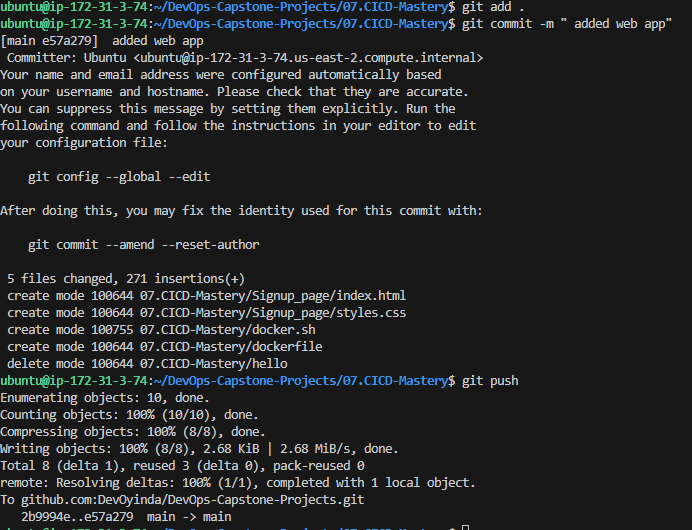 ubuntu@ip-172-31-3-74:~/DevOps-Capstone-Projects/07.CICD-Mastery$ git add .
ubuntu@ip-172-31-3-74:~/DevOps-Capstone-Projects/07.CICD-Mastery$ git commit -m " added web app"
[main e57a279]  added web app
 Committer: Ubuntu <ubuntu@ip-172-31-3-74.us-east-2.compute.internal>
Your name and email address were configured automatically based
on your username and hostname. Please check that they are accurate.
You can suppress this message by setting them explicitly. Run the
following command and follow the instructions in your editor to edit
your configuration file:

    git config --global --edit

After doing this, you may fix the identity used for this commit with:

    git commit --amend --reset-author

 5 files changed, 271 insertions(+)
 create mode 100644 07.CICD-Mastery/Signup_page/index.html
 create mode 100644 07.CICD-Mastery/Signup_page/styles.css
 create mode 100755 07.CICD-Mastery/docker.sh
 create mode 100644 07.CICD-Mastery/dockerfile
 delete mode 100644 07.CICD-Mastery/hello
ubuntu@ip-172-31-3-74:~/DevOps-Capstone-Projects/07.CICD-Mastery$ git push
Enumerating objects: 10, done.
Counting objects: 100% (10/10), done.
Compressing objects: 100% (8/8), done.
Writing objects: 100% (8/8), 2.68 KiB | 2.68 MiB/s, done.
Total 8 (delta 1), reused 3 (delta 0), pack-reused 0
remote: Resolving deltas: 100% (1/1), completed with 1 local object.
To github.com:DevOyinda/DevOps-Capstone-Projects.git
   2b9994e..e57a279  main -> main
ubuntu@ip-172-31-3-74:~/DevOps-Capstone-Projects/07.CICD-Mastery$